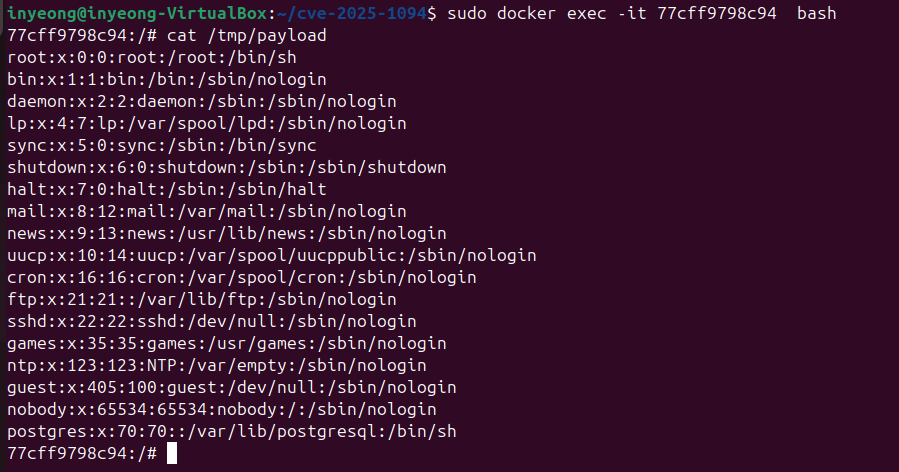 inyeong@inyeong-VirtualBox:~/cve-2025-1094$ sudo docker exec -it 77cff9798c94  bash
77cff9798c94:/# cat /tmp/payload
root:x:0:0:root:/root:/bin/sh
bin:x:1:1:bin:/bin:/sbin/nologin
daemon:x:2:2:daemon:/sbin:/sbin/nologin
lp:x:4:7:lp:/var/spool/lpd:/sbin/nologin
sync:x:5:0:sync:/sbin:/bin/sync
shutdown:x:6:0:shutdown:/sbin:/sbin/shutdown
halt:x:7:0:halt:/sbin:/sbin/halt
mail:x:8:12:mail:/var/mail:/sbin/nologin
news:x:9:13:news:/usr/lib/news:/sbin/nologin
uucp:x:10:14:uucp:/var/spool/uucppublic:/sbin/nologin
cron:x:16:16:cron:/var/spool/cron:/sbin/nologin
ftp:x:21:21::/var/lib/ftp:/sbin/nologin
sshd:x:22:22:sshd:/dev/null:/sbin/nologin
games:x:35:35:games:/usr/games:/sbin/nologin
ntp:x:123:123:NTP:/var/empty:/sbin/nologin
guest:x:405:100:guest:/dev/null:/sbin/nologin
nobody:x:65534:65534:nobody:/:/sbin/nologin
postgres:x:70:70::/var/lib/postgresql:/bin/sh
77cff9798c94:/#